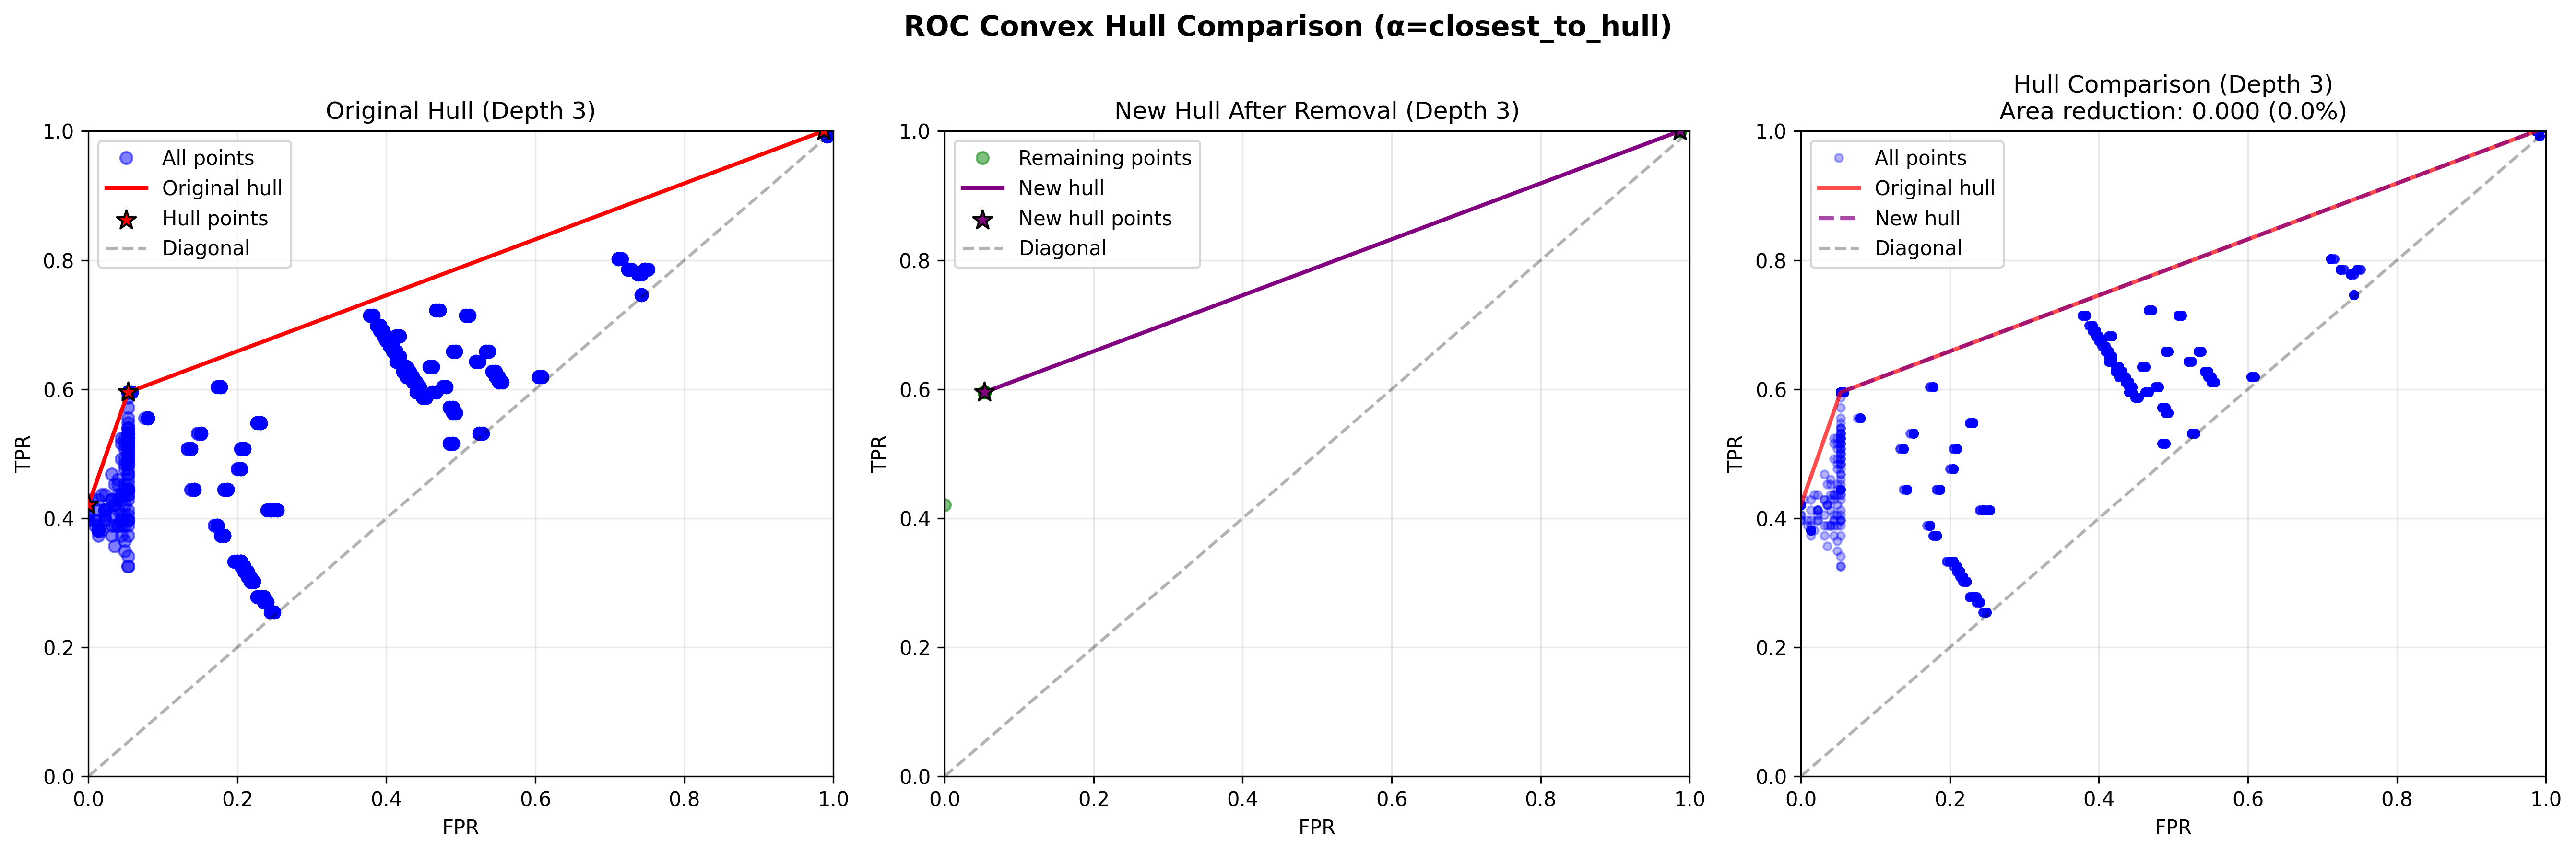 ROC Convex Hull Comparison (α=closest_to_hull)
Original Hull (Depth 3)
1.0
0.8
0.6
0.4
0.2
0.0
TPR
All points
Original hull
Hull points
Diagonal
0.0 0.2 0.4 0.6 0.8 1.0
FPR
New Hull After Removal (Depth 3)
1.0
0.8
0.6
0.4
0.2
0.0
TPR
Remaining points
New hull
New hull points
Diagonal
0.0 0.2 0.4 0.6 0.8 1.0
FPR
Hull Comparison (Depth 3)
Area reduction: 0.000 (0.0%)
1.0
0.8
0.6
0.4
0.2
0.0
TPR
All points
Original hull
New hull
Diagonal
0.0 0.2 0.4 0.6 0.8 1.0
FPR